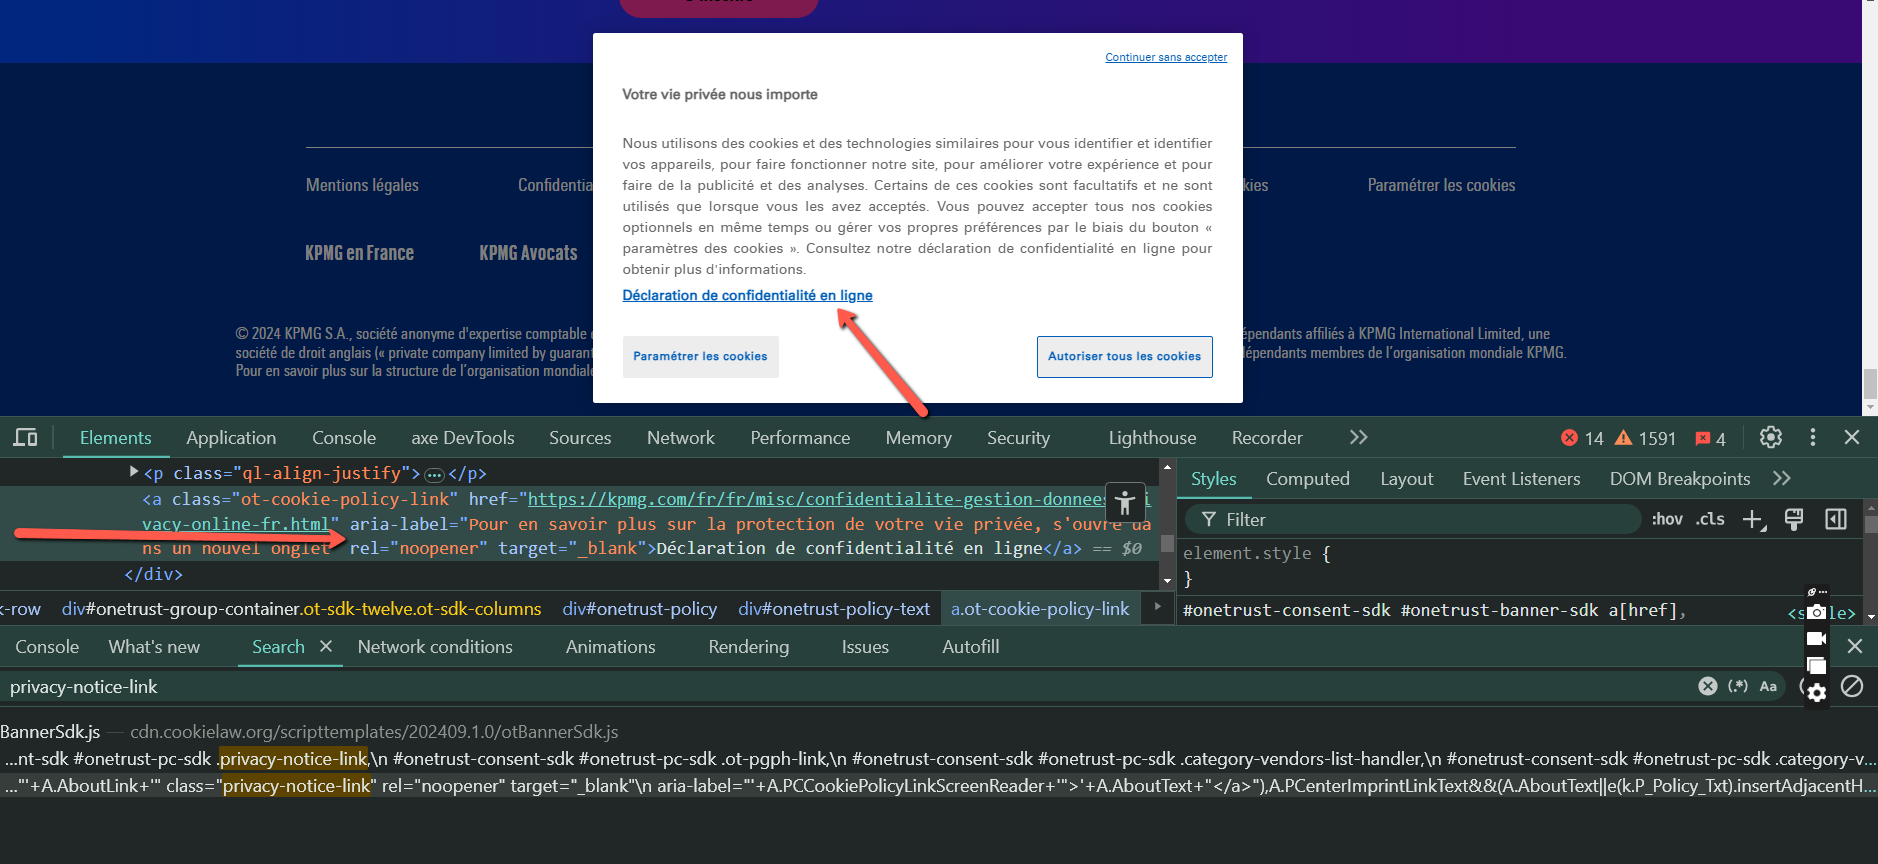 Continuer sans accepter
Votre vie privée nous importe
Nous utilisons des cookies et des technologies similaires pour vous identifier et identifier
vos appareils, pour faire fonctionner notre site, pour améliorer votre expérience et pour
faire de la publicité et des analyses. Certains de ces cookies sont facultatifs et ne sont
utilisés que lorsque vous les avez acceptés. Vous pouvez accepter tous nos cookies
optionnels en même temps ou gérer vos propres préférences par le biais du bouton «
paramètres des cookies ». Consultez notre déclaration de confidentialité en ligne pour
obtenir plus d'informations.
Déclaration de confidentialité en ligne
Paramétrer les cookies
Autoriser tous les cookies
Mentions légales
Confidentia
kies
Paramétrer les cookies
KPMG en France
KPMG Avocats
© 2024 KPMG S.A., société anonyme d'expertise comptable
épendants affiliés à KPMG International Limited, une
société de droit anglais (« private company limited by guarant
dépendants membres de l'organisation mondiale KPMG.
Pour en savoir plus sur la structure de l'organisation mondiale
Elements Application Console axe DevTools Sources Network Performance Memory Security Lighthouse Recorder 14 1591 4
<p class="ql-align-justify">…</p>
<a class="ot-cookie-policy-link" href="https://kpmg.com/fr/fr/misc/confidentialite-gestion-donnees
vacy-online-fr.html" aria-label="Pour en savoir plus sur la protection de votre vie privée, s'ouvre da
ns un nouvel onglet" rel="noopener" target="_blank">Déclaration de confidentialité en ligne</a> == $0
</div>
k-row div#onetrust-group-container.ot-sdk-twelve.ot-sdk-columns div#onetrust-policy div#onetrust-policy-text a.ot-cookie-policy-link
Styles Computed Layout Event Listeners DOM Breakpoints
Filter :hov .cls
element.style {
}
#onetrust-consent-sdk #onetrust-banner-sdk a[href],
Console What's new Search Network conditions Animations Rendering Issues Autofill
privacy-notice-link (.*) Aa
BannerSdk.js — cdn.cookielaw.org/scripttemplates/202409.1.0/otBannerSdk.js
...nt-sdk #onetrust-pc-sdk .privacy-notice-link,\n #onetrust-consent-sdk #onetrust-pc-sdk .ot-pgph-link,\n #onetrust-consent-sdk #onetrust-pc-sdk .category-vendors-list-handler,\n #onetrust-consent-sdk #onetrust-pc-sdk .category-v...
..."'+A.AboutLink+'" class="privacy-notice-link" rel="noopener" target="_blank"\n aria-label="'+A.PCCookiePolicyLinkScreenReader+'">'+A.AboutText+"</a>"),A.PCenterImprintLinkText&&(A.AboutText||e(k.P_Policy_Txt).insertAdjacentH...